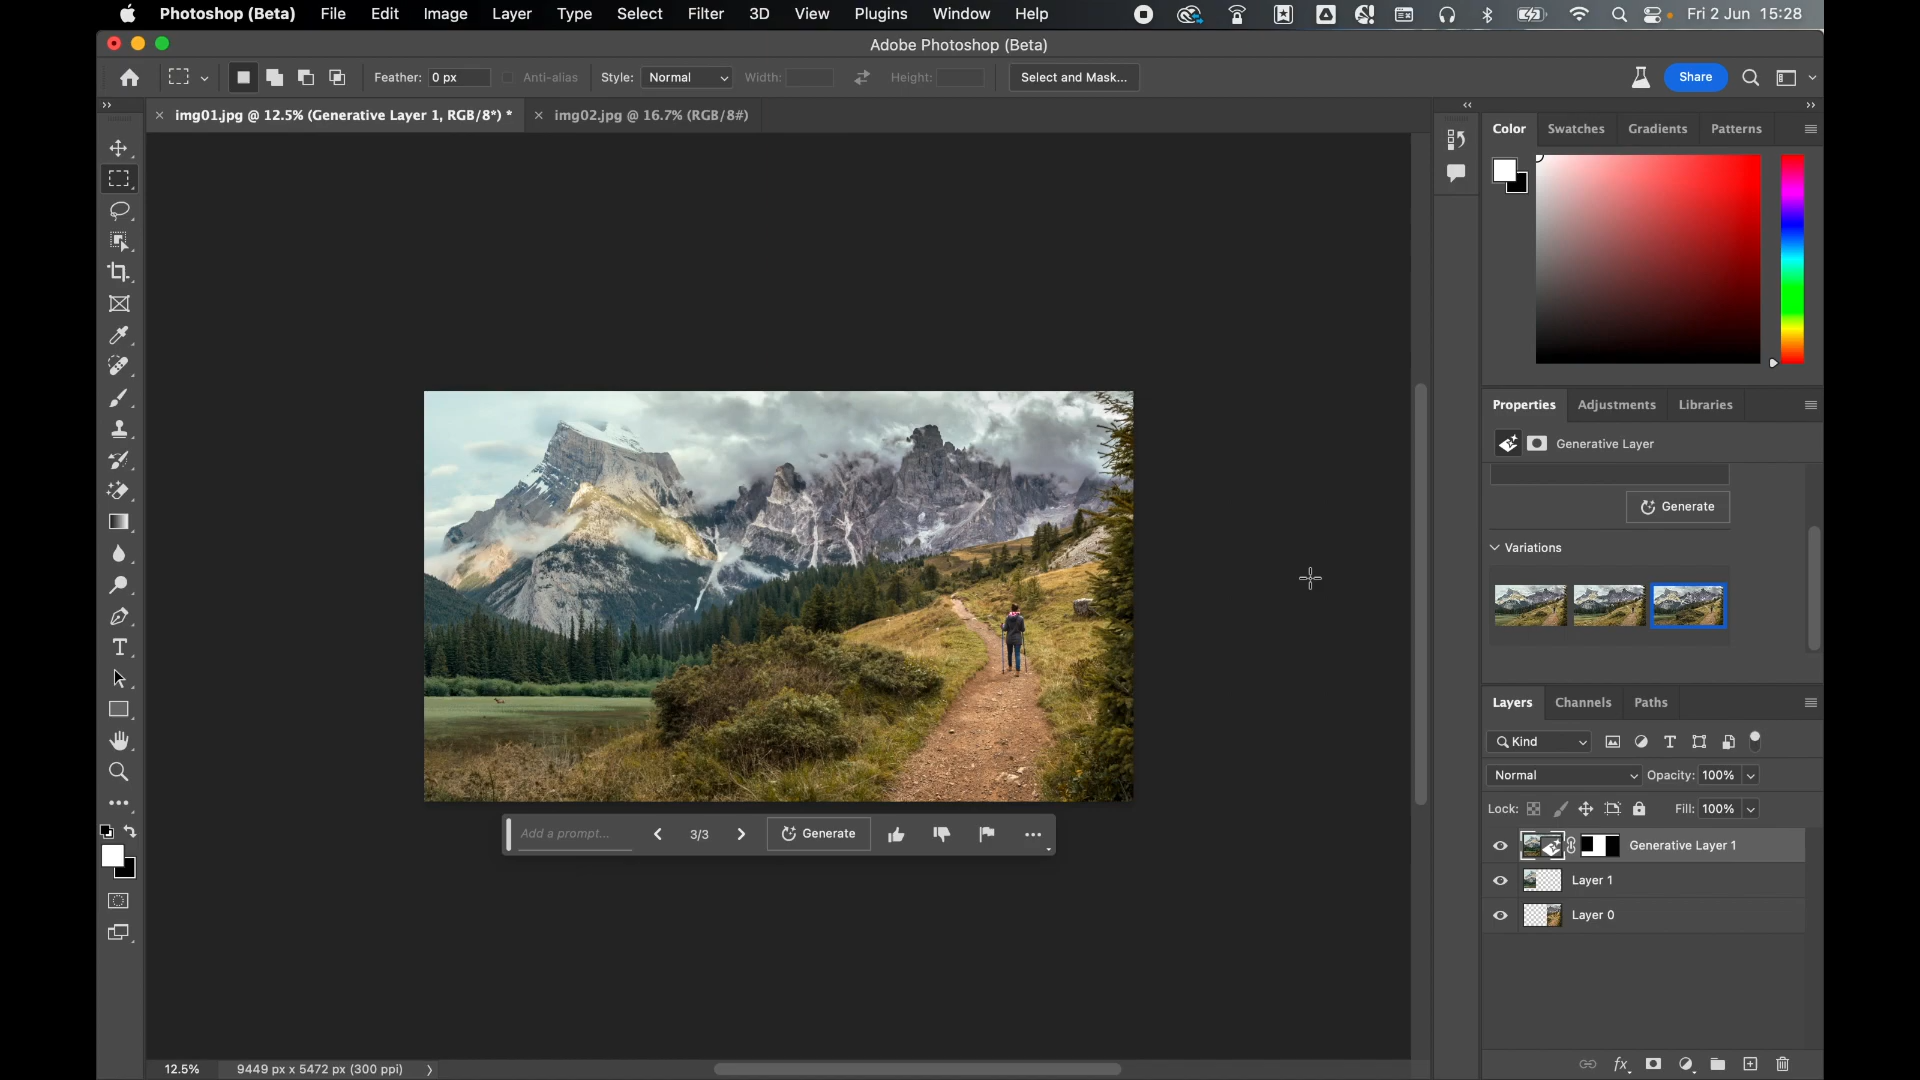 Photoshop (Beta) File Edit Image Layer Type Select Filter 3D View Plugins Window Help Fri 2 Jun 15:28
Adobe Photoshop (Beta)
Feather: 0 px Anti-alias Style: Normal Width: Height: Select and Mask... Share
img01.jpg @ 12.5% (Generative Layer 1, RGB/8*) * img02.jpg @ 16.7% (RGB/8#)
Color Swatches Gradients Patterns
Properties Adjustments Libraries
Generative Layer
Generate
Variations
Layers Channels Paths
Kind
Normal Opacity: 100%
Lock: Fill: 100%
Generative Layer 1
Layer 1
Layer 0
Add a prompt... 3/3 Generate
12.5% 9449 px x 5472 px (300 ppi)